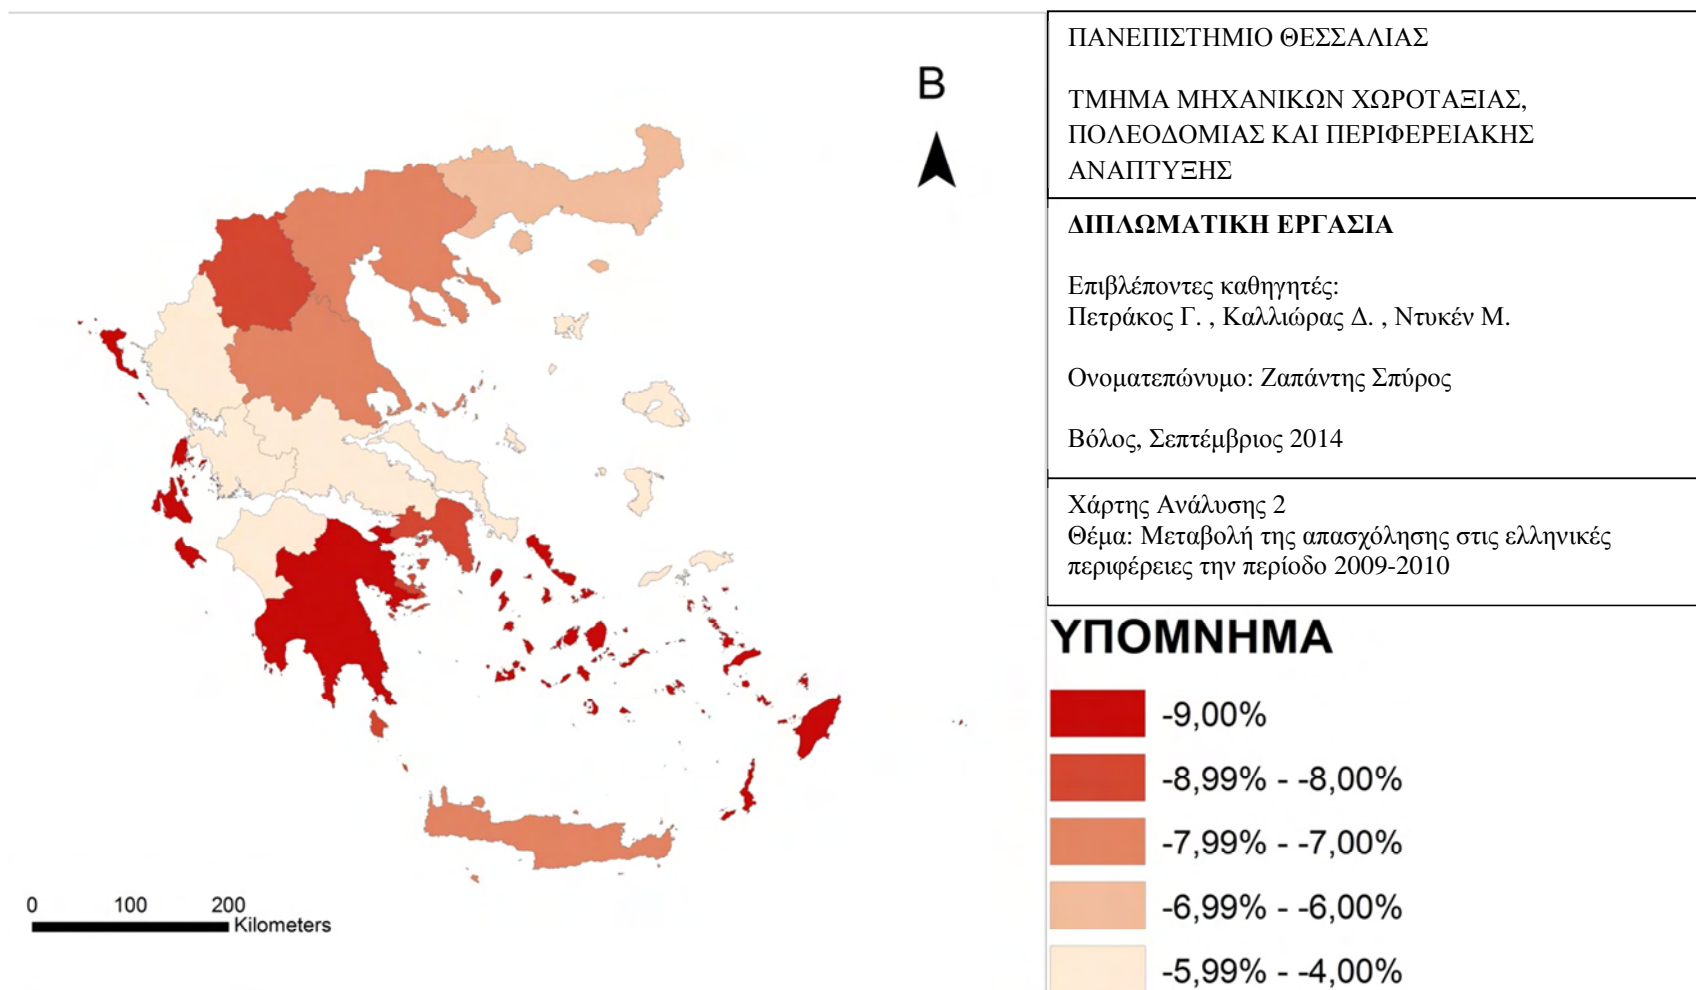 B
0 100 200
Kilometers
ΠΑΝΕΠΙΣΤΗΜΙΟ ΘΕΣΣΑΛΙΑΣ
ΤΜΗΜΑ ΜΗΧΑΝΙΚΩΝ ΧΩΡΟΤΑΞΙΑΣ,
ΠΟΛΕΟΔΟΜΙΑΣ ΚΑΙ ΠΕΡΙΦΕΡΕΙΑΚΗΣ
ΑΝΑΠΤΥΞΗΣ
ΔΙΠΛΩΜΑΤΙΚΗ ΕΡΓΑΣΙΑ
Επιβλέποντες καθηγητές:
Πετράκος Γ. , Καλλιώρας Δ. , Ντυκέν Μ.
Ονοματεπώνυμο: Ζαπάντης Σπύρος
Βόλος, Σεπτέμβριος 2014
Χάρτης Ανάλυσης 2
Θέμα: Μεταβολή της απασχόλησης στις ελληνικές
περιφέρειες την περίοδο 2009-2010
ΥΠΟΜΝΗΜΑ
-9,00%
-8,99% - -8,00%
-7,99% - -7,00%
-6,99% - -6,00%
-5,99% - -4,00%